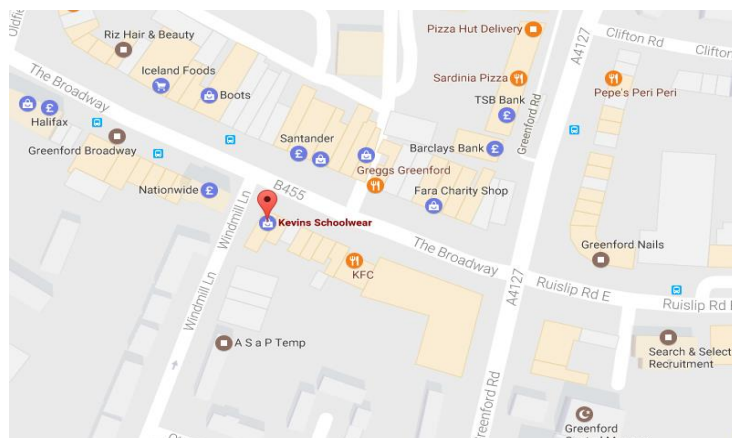 Oldfie
Riz Hair & Beauty
Pizza Hut Delivery
A4127
Clifton Rd
Clifton
The Broadway
Iceland Foods
Boots
Sardinia Pizza
Pepe's Peri Peri
TSB Bank
Greenford Rd
Halifax
Greenford Broadway
Santander
Barclays Bank
Greggs Greenford
Nationwide
B455
Fara Charity Shop
Windmill Ln
Kevins Schoolwear
The Broadway
Greenford Nails
KFC
A4127
Ruislip Rd E
Ruislip Rd E
Windmill Ln
A S a P Temp
Search & Select
Recruitment
Greenford Rd
Greenford